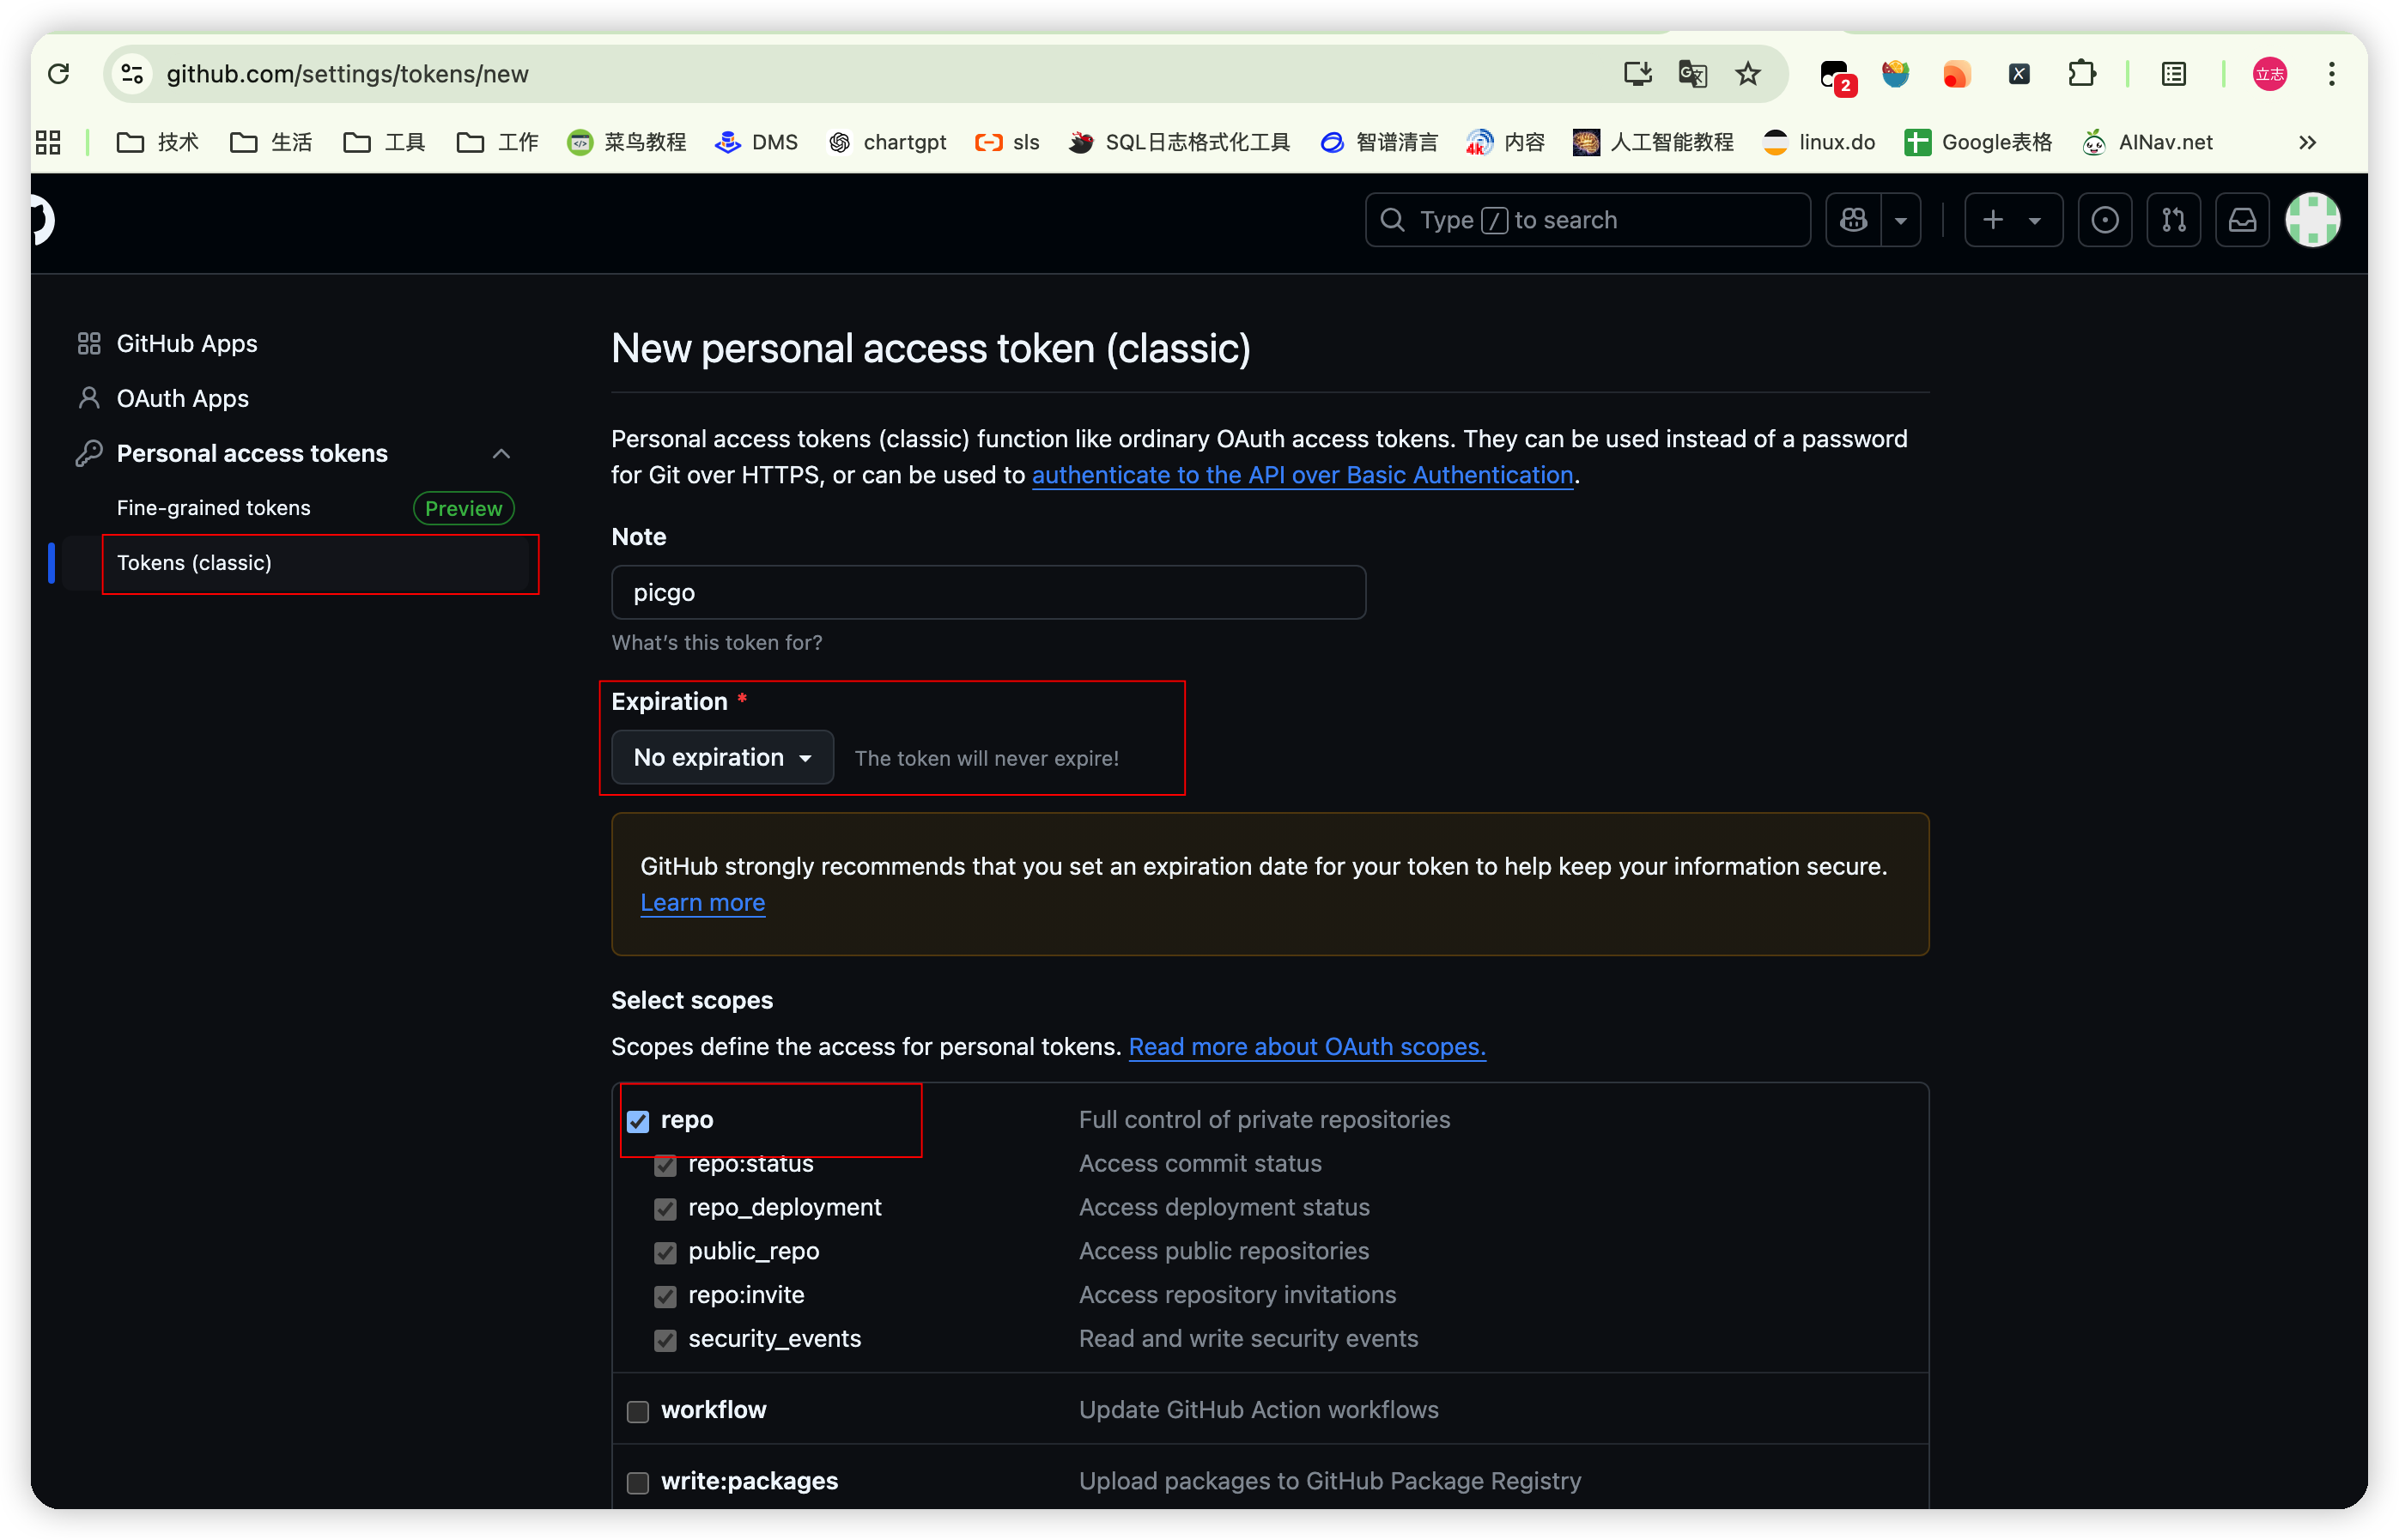 github.com/settings/tokens/new
2
立志
技术
生活
工具
工作
菜鸟教程
DMS
chartgpt
sls
SQL日志格式化工具
智谱清言
4k
内容
人工智能教程
linux.do
Google表格
AINav.net
Type / to search
GitHub Apps
OAuth Apps
Personal access tokens
Fine-grained tokens Preview
Tokens (classic)
New personal access token (classic)
Personal access tokens (classic) function like ordinary OAuth access tokens. They can be used instead of a password
for Git over HTTPS, or can be used to authenticate to the API over Basic Authentication.
Note
picgo
What's this token for?
Expiration *
No expiration The token will never expire!
GitHub strongly recommends that you set an expiration date for your token to help keep your information secure.
Learn more
Select scopes
Scopes define the access for personal tokens. Read more about OAuth scopes.
repo Full control of private repositories
repo:status Access commit status
repo_deployment Access deployment status
public_repo Access public repositories
repo:invite Access repository invitations
security_events Read and write security events
workflow Update GitHub Action workflows
write:packages Upload packages to GitHub Package Registry